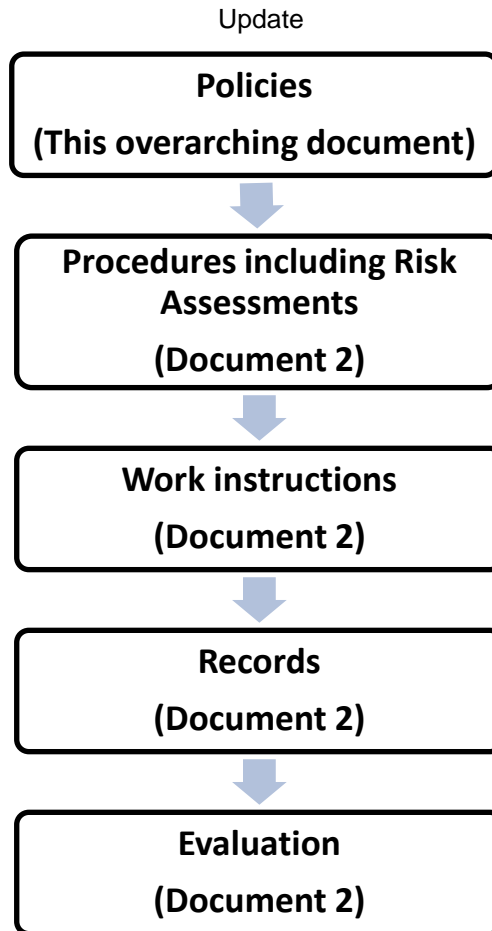 Update
Policies
(This overarching document)
Procedures including Risk
Assessments
(Document 2)
Work instructions
(Document 2)
Records
(Document 2)
Evaluation
(Document 2)